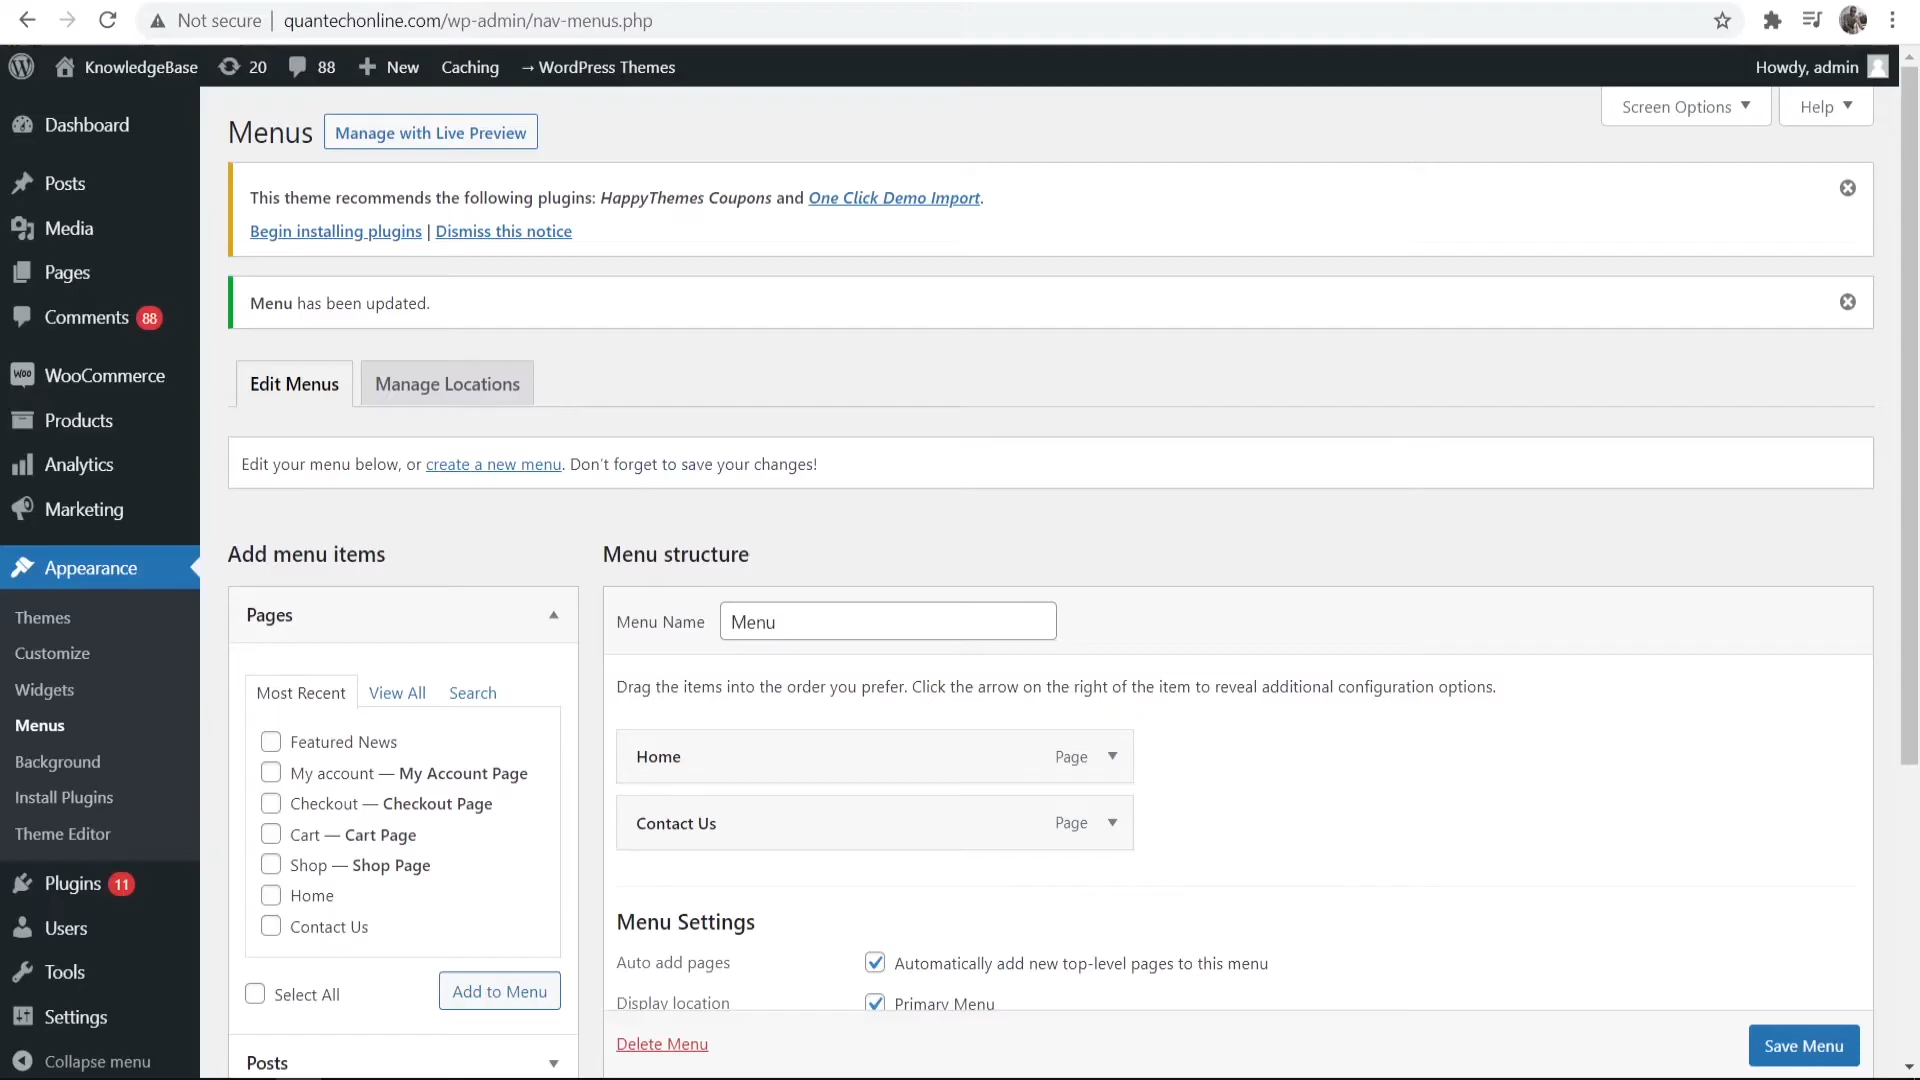 Not secure | quantechonline.com/wp-admin/nav-menus.php
KnowledgeBase 20 88 New Caching → WordPress Themes Howdy, admin
Screen Options Help
Dashboard
Posts
Media
Pages
Comments 88
WooCommerce
Products
Analytics
Marketing
Appearance
Themes
Customize
Widgets
Menus
Background
Install Plugins
Theme Editor
Plugins 11
Users
Tools
Settings
Collapse menu
Menus Manage with Live Preview
This theme recommends the following plugins: HappyThemes Coupons and One Click Demo Import.
Begin installing plugins | Dismiss this notice
Menu has been updated.
Edit Menus Manage Locations
Edit your menu below, or create a new menu. Don't forget to save your changes!
Add menu items
Pages
Most Recent View All Search
Featured News
My account — My Account Page
Checkout — Checkout Page
Cart — Cart Page
Shop — Shop Page
Home
Contact Us
Select All Add to Menu
Posts
Menu structure
Menu Name Menu
Drag the items into the order you prefer. Click the arrow on the right of the item to reveal additional configuration options.
Home Page
Contact Us Page
Menu Settings
Auto add pages Automatically add new top-level pages to this menu
Display location Primary Menu
Delete Menu Save Menu